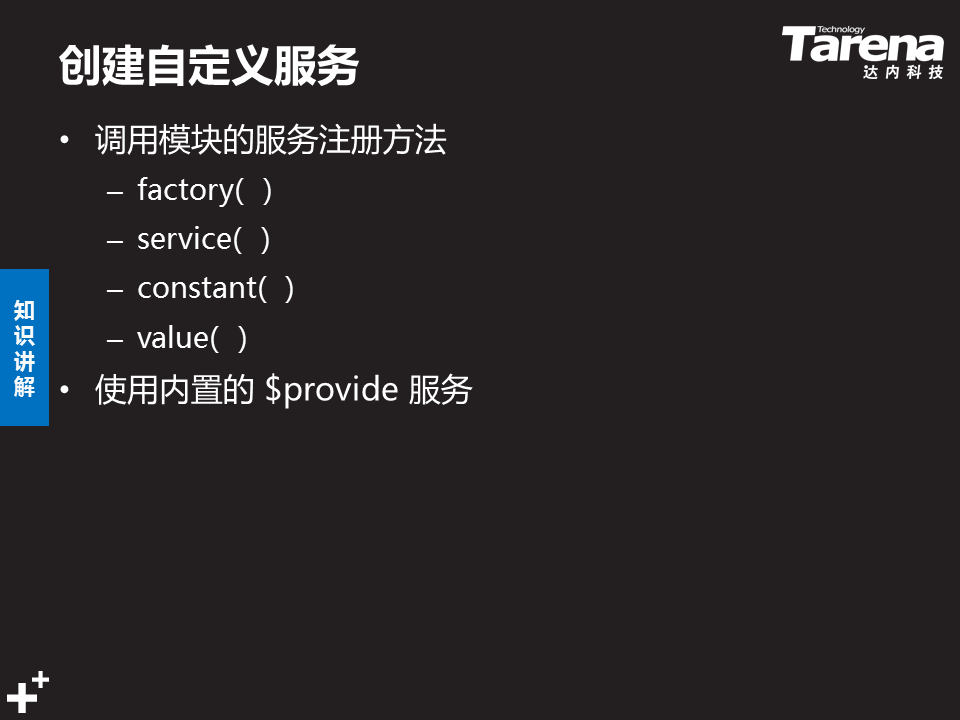 创建自定义服务
Technology
Tarena
达内科技
• 调用模块的服务注册方法
– factory( )
– service( )
– constant( )
– value( )
• 使用内置的 $provide 服务
知识讲解